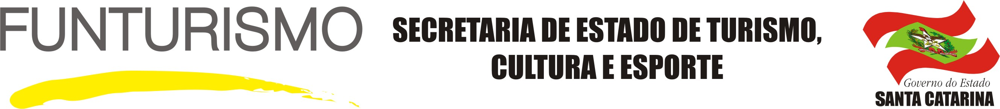 FUNTURISMO
SECRETARIA DE ESTADO DE TURISMO,
CULTURA E ESPORTE
Governo do Estado
SANTA CATARINA